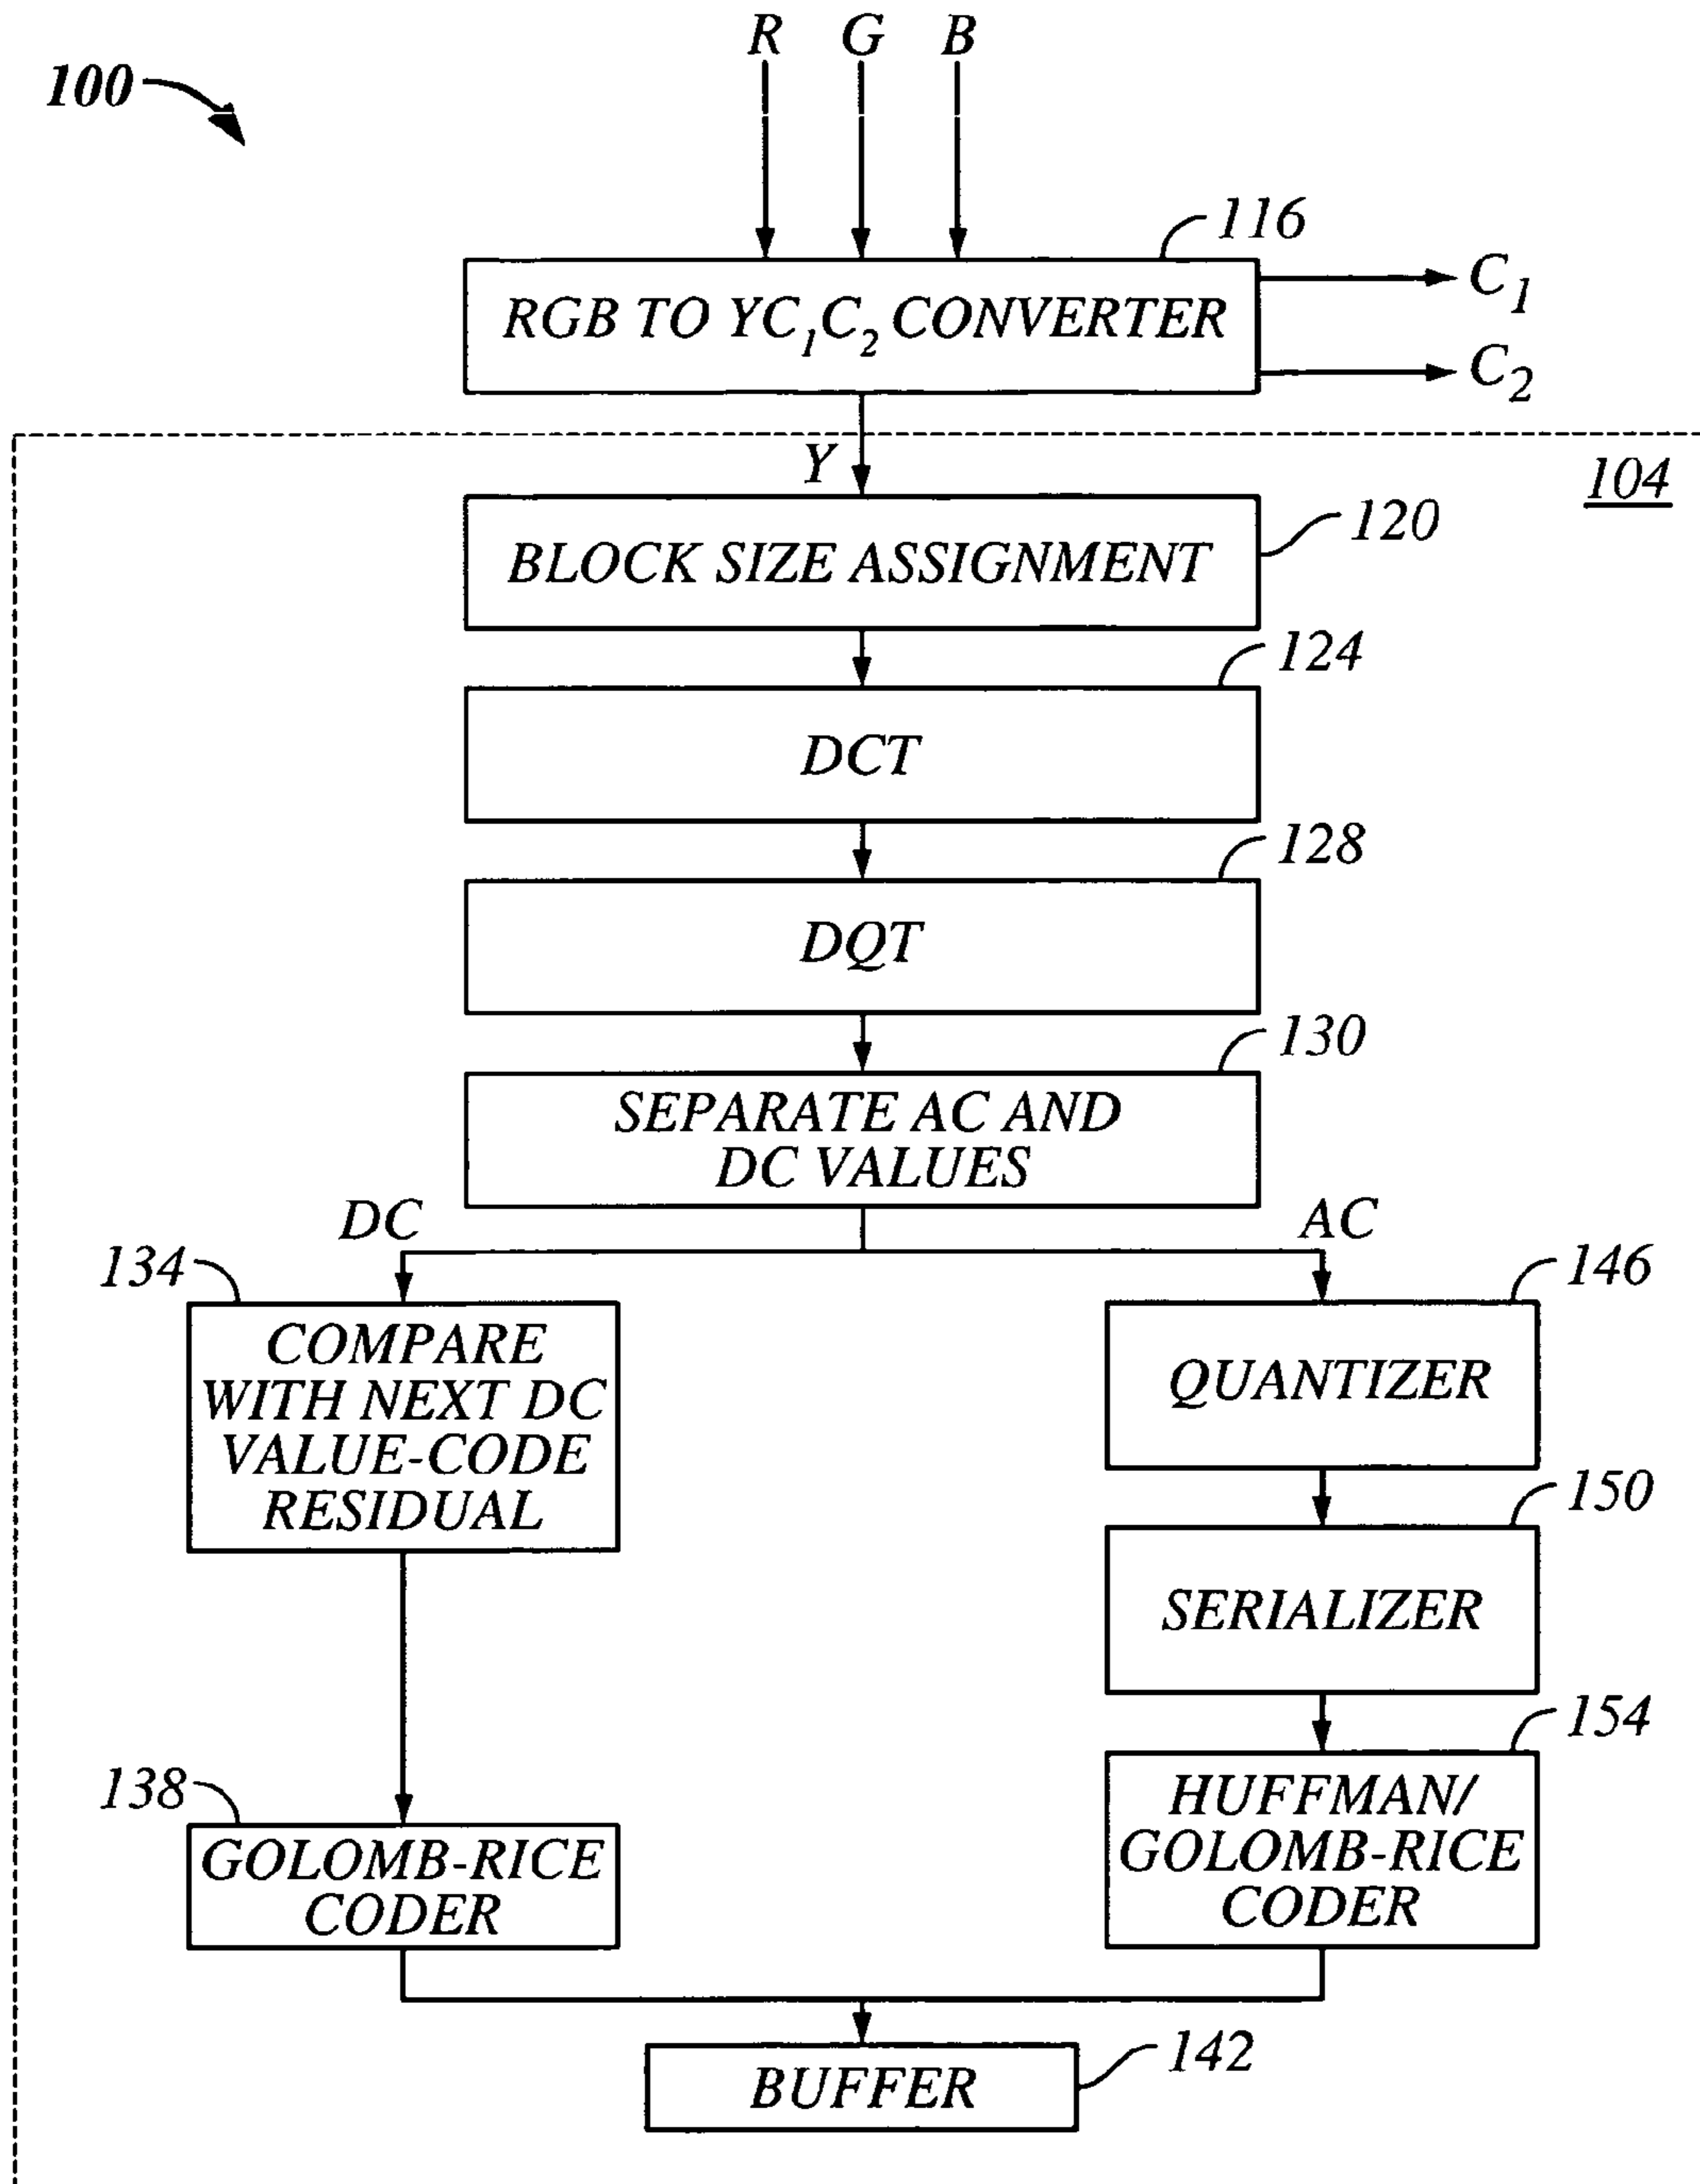 R G B
100
116
RGB TO YC1C2 CONVERTER
C1
C2
Y
104
BLOCK SIZE ASSIGNMENT
120
124
DCT
128
DQT
130
SEPARATE AC AND
DC VALUES
DC
AC
134
146
COMPARE
WITH NEXT DC
VALUE-CODE
RESIDUAL
QUANTIZER
150
SERIALIZER
154
138
GOLOMB-RICE
CODER
HUFFMAN/
GOLOMB-RICE
CODER
BUFFER
142